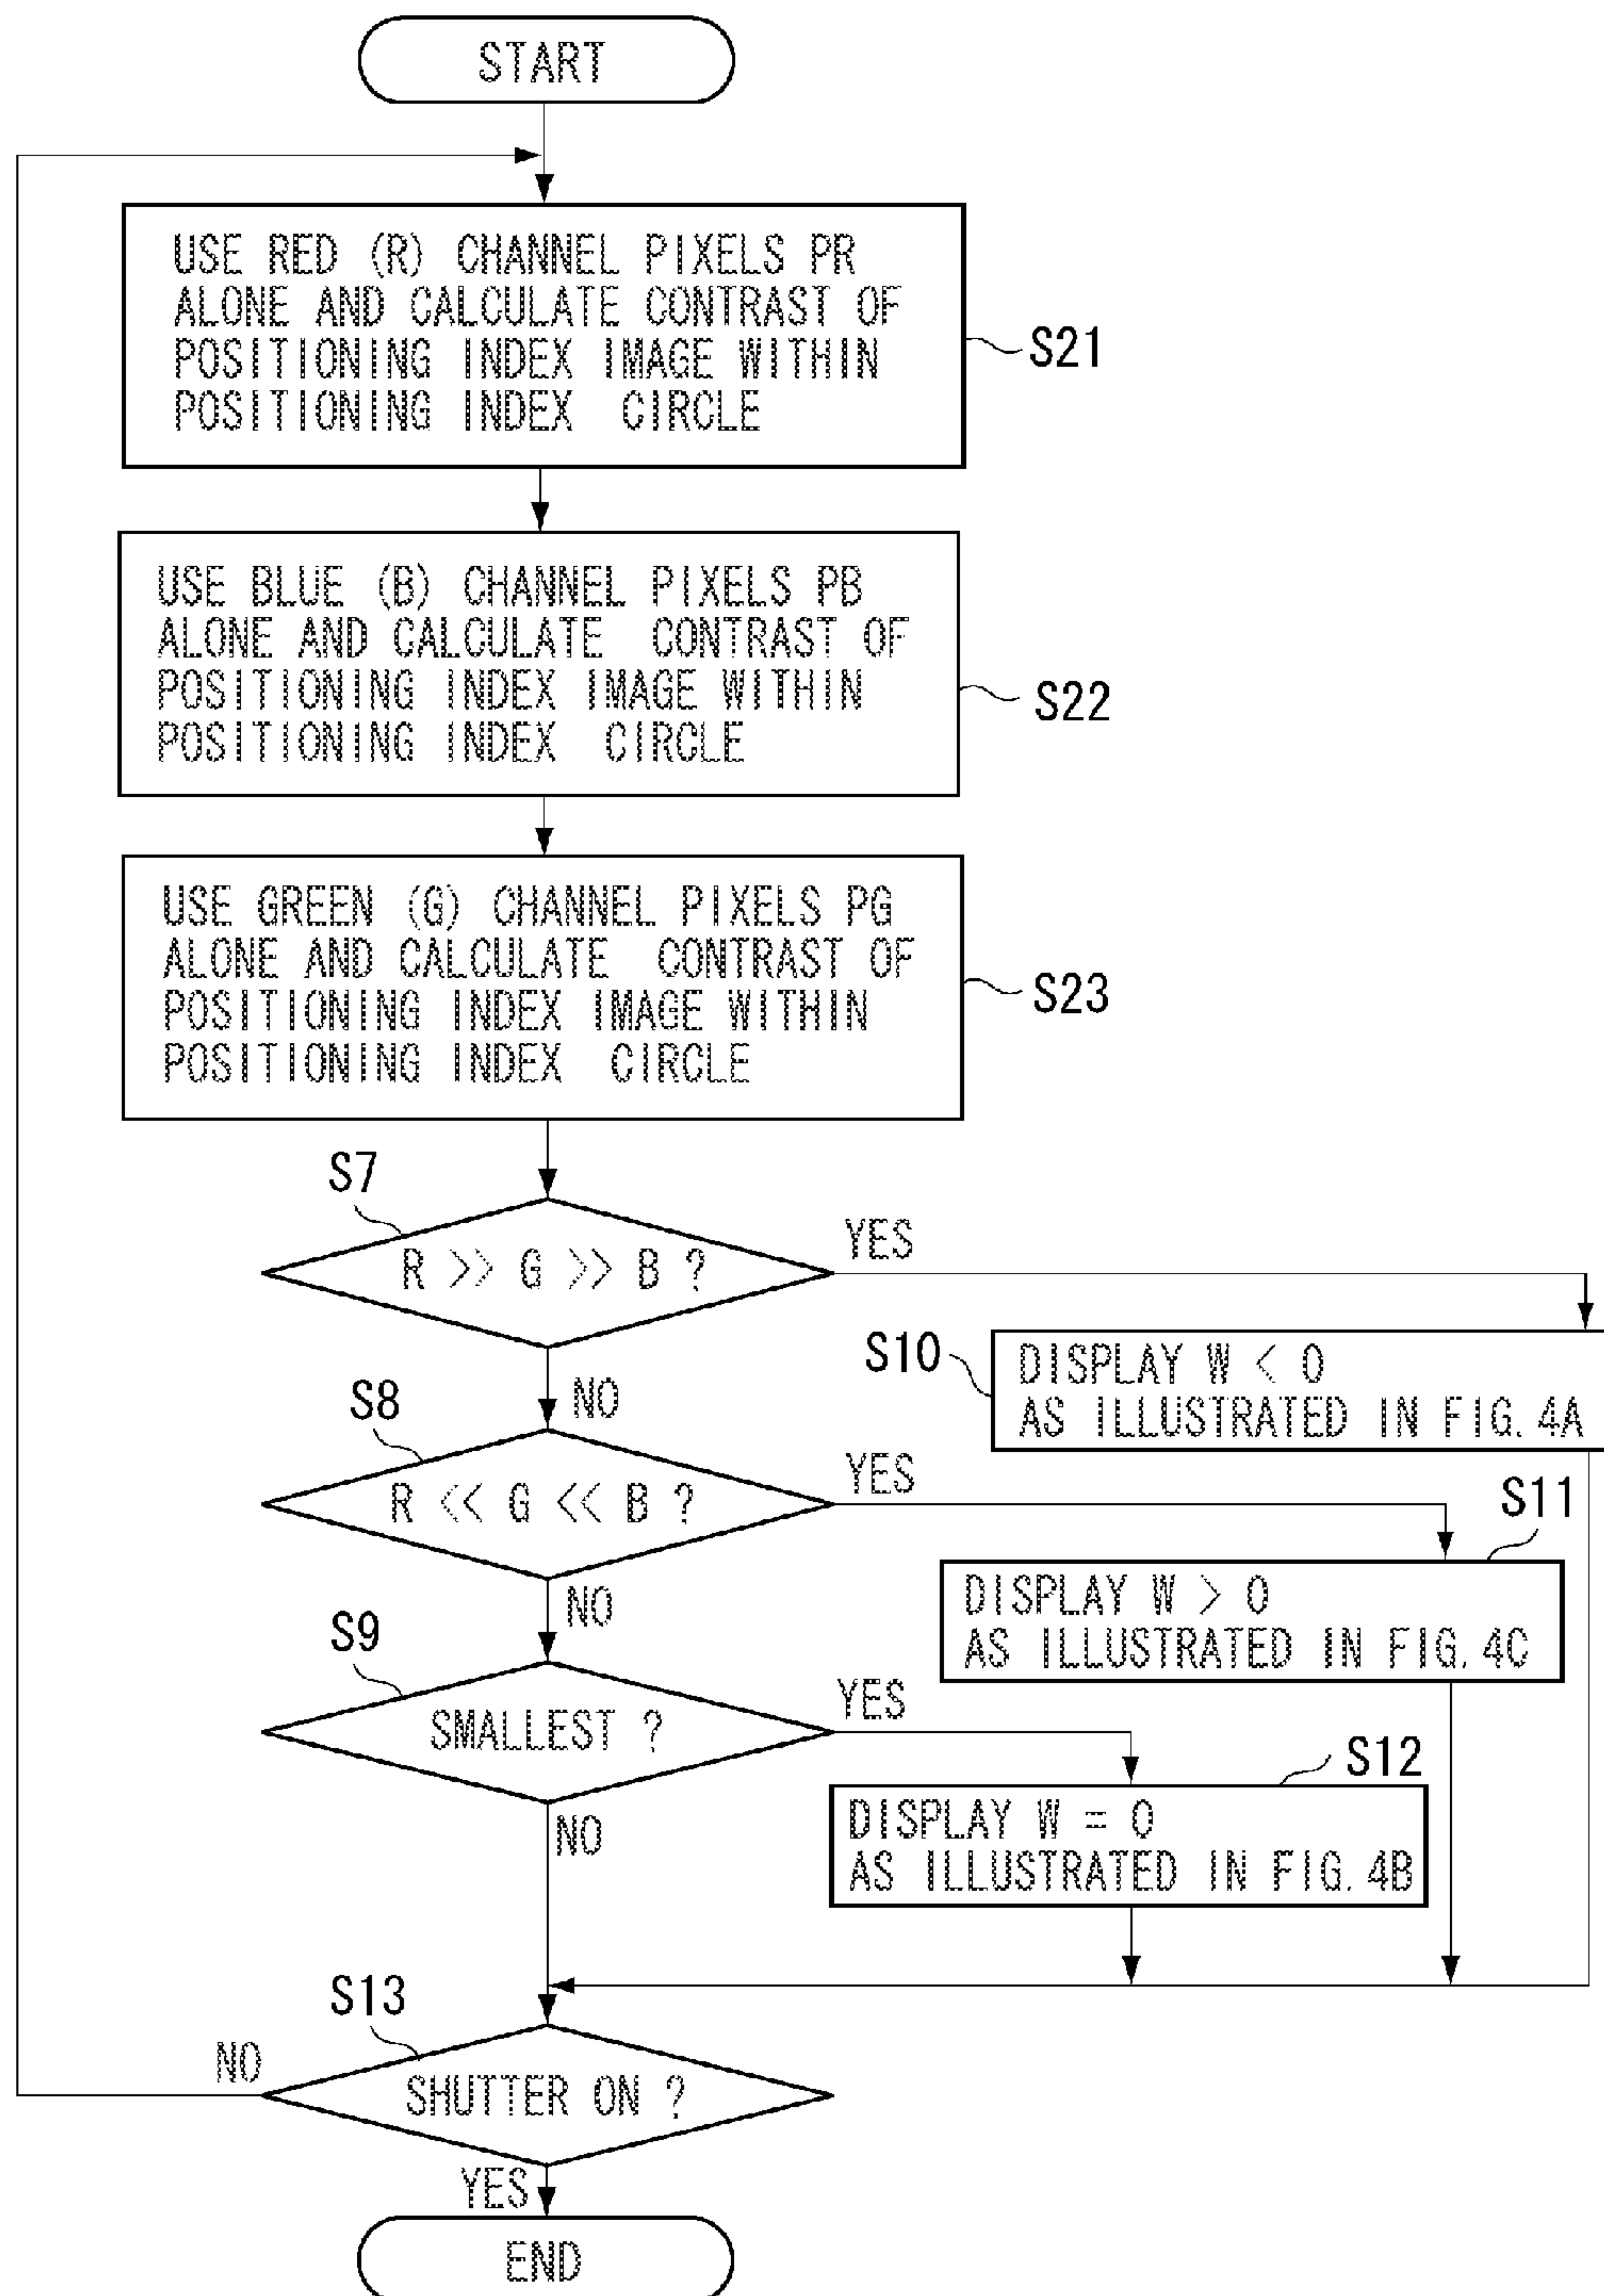 START
USE RED (R) CHANNEL PIXELS PR
ALONE AND CALCULATE CONTRAST OF
POSITIONING INDEX IMAGE WITHIN
POSITIONING INDEX CIRCLE
S21
USE BLUE (B) CHANNEL PIXELS PB
ALONE AND CALCULATE CONTRAST OF
POSITIONING INDEX IMAGE WITHIN
POSITIONING INDEX CIRCLE
S22
USE GREEN (G) CHANNEL PIXELS PG
ALONE AND CALCULATE CONTRAST OF
POSITIONING INDEX IMAGE WITHIN
POSITIONING INDEX CIRCLE
S23
S7
R >> G >> B ?
YES
NO
S10
DISPLAY W < 0
AS ILLUSTRATED IN FIG. 4A
S8
R << G << B ?
YES
NO
S11
DISPLAY W > 0
AS ILLUSTRATED IN FIG. 4C
S9
SMALLEST ?
YES
NO
S12
DISPLAY W = 0
AS ILLUSTRATED IN FIG. 4B
S13
SHUTTER ON ?
NO
YES
END